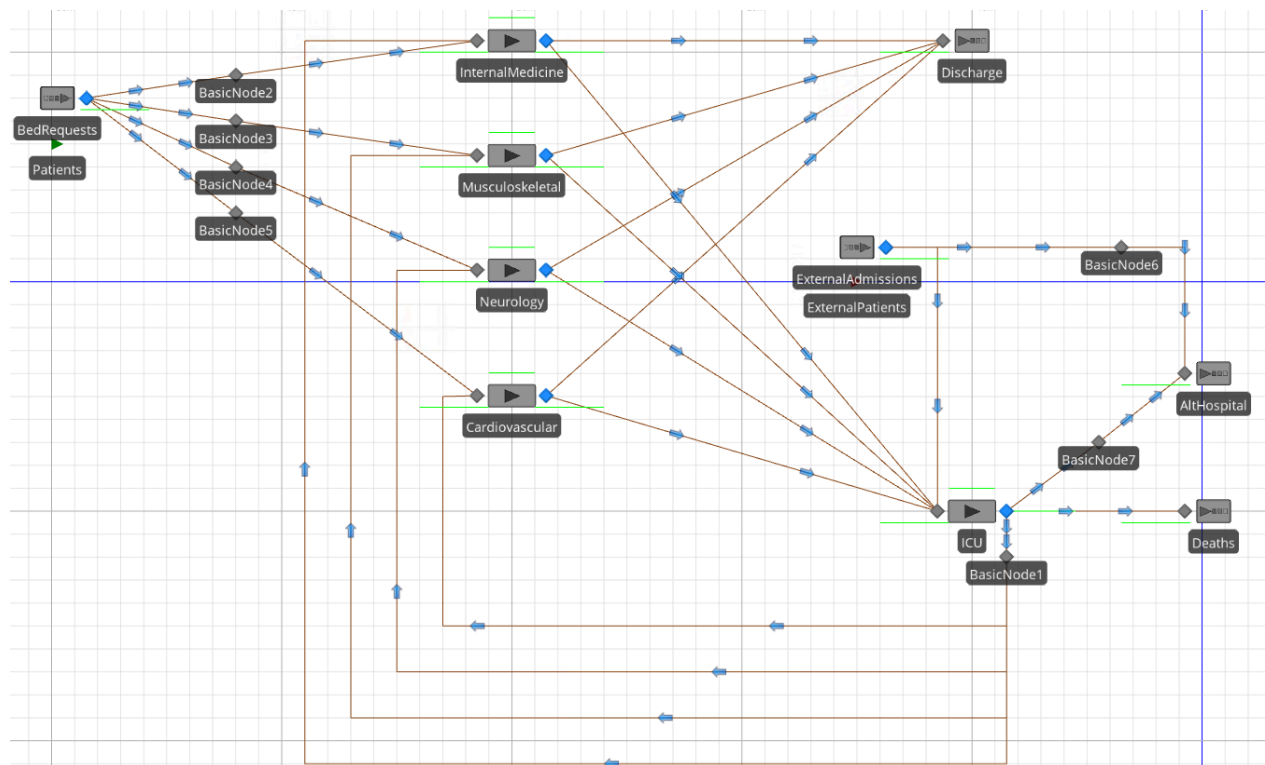 InternalMedicine
Discharge
BasicNode2
BedRequests
BasicNode3
Patients
BasicNode4
Musculoskeletal
BasicNode5
BasicNode6
ExternalAdmissions
Neurology
ExternalPatients
AltHospital
Cardiovascular
BasicNode7
ICU
Deaths
BasicNode1